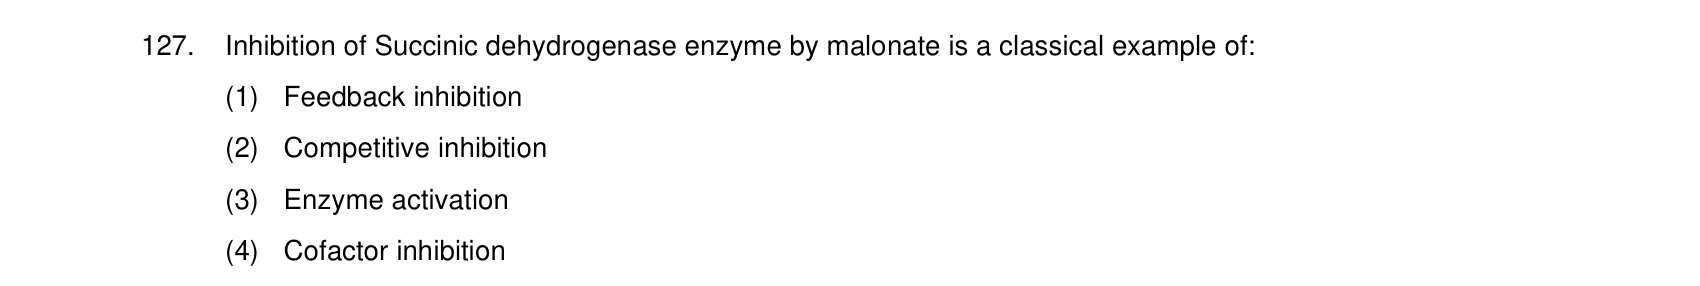 127. Inhibition of Succinic dehydrogenase enzyme by malonate is a classical example of:
(1) Feedback inhibition
(2) Competitive inhibition
(3) Enzyme activation
(4) Cofactor inhibition